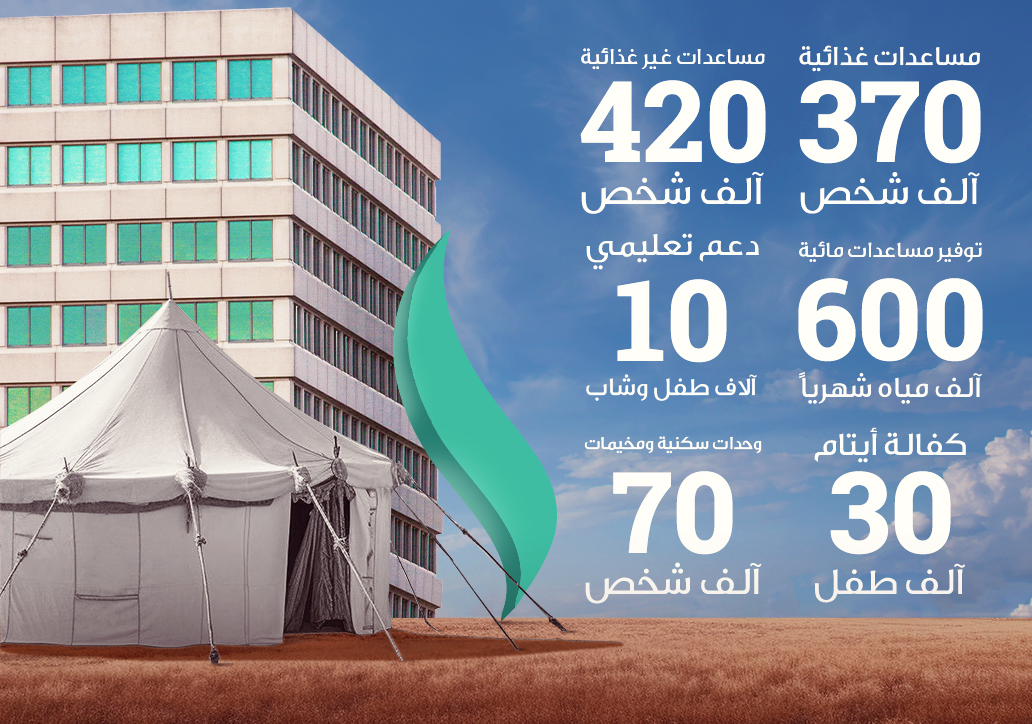 مساعدات غذائية
370
آلف شخص
مساعدات غير غذائية
420
آلف شخص
توفير مساعدات مائية
600
آلف مياه شهرياً
دعم تعليمي
10
آلاف طفل وشاب
كفالة أيتام
30
آلف طفل
وحدات سكنية ومخيمات
70
آلف شخص